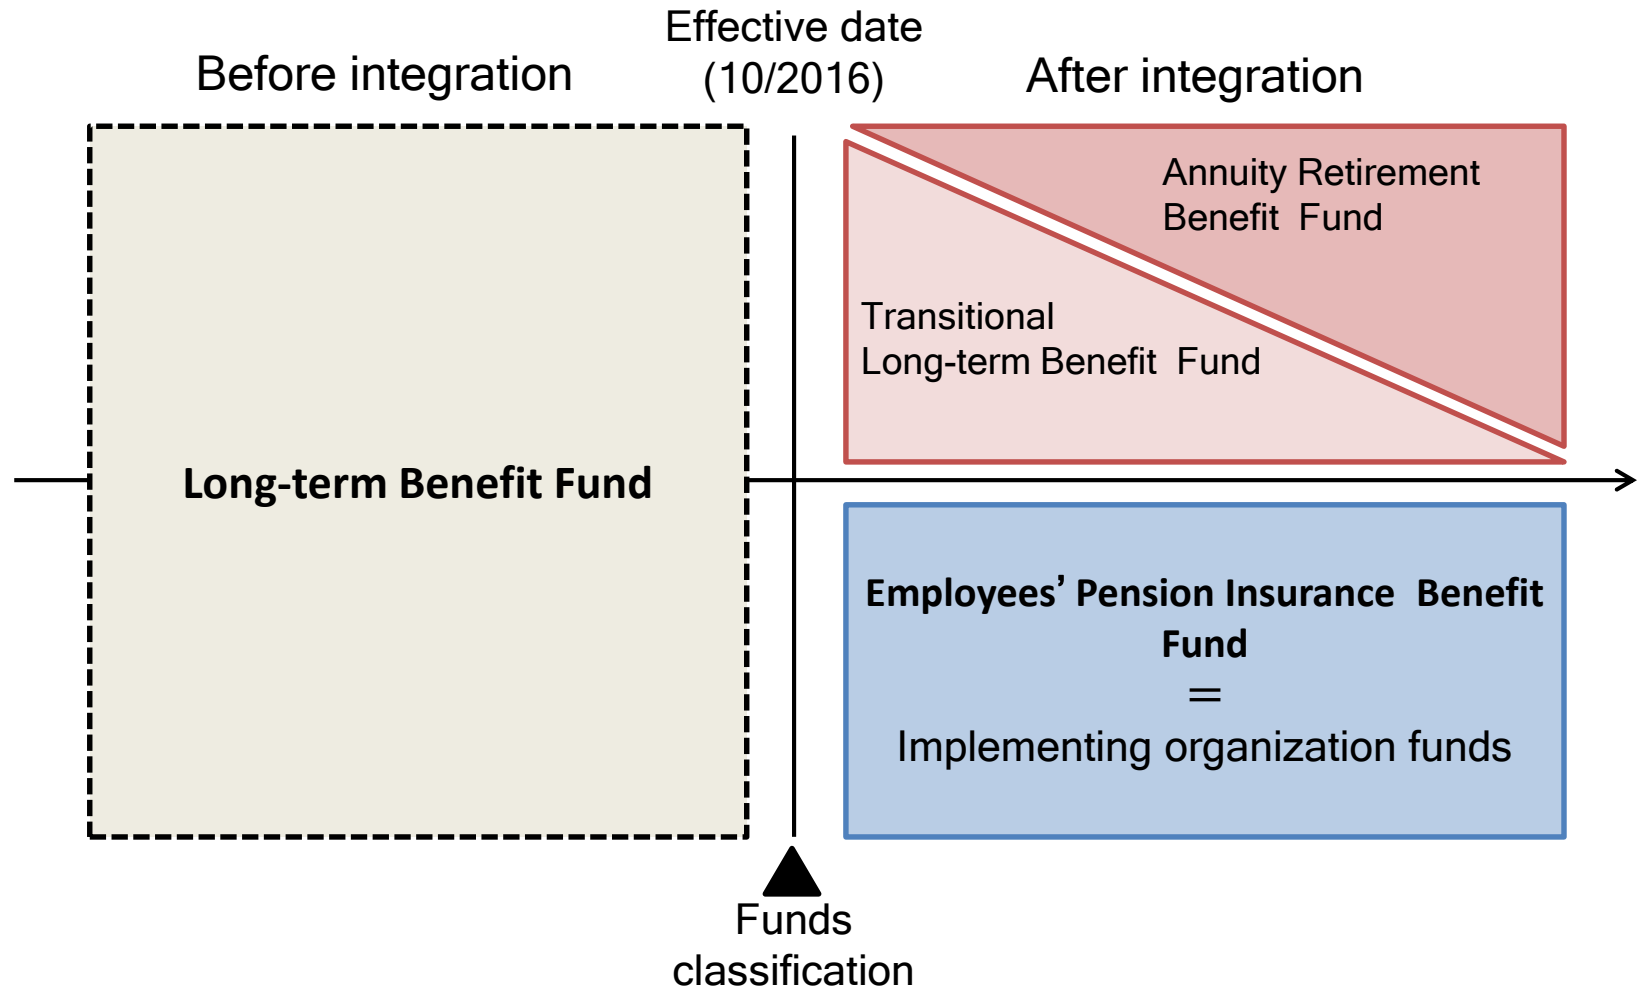 Effective date
(10/2016)
Before integration
After integration
Annuity Retirement
Benefit Fund
Transitional
Long-term Benefit Fund
Long-term Benefit Fund
Employees’ Pension Insurance Benefit
Fund
＝
Implementing organization funds
Funds
classification